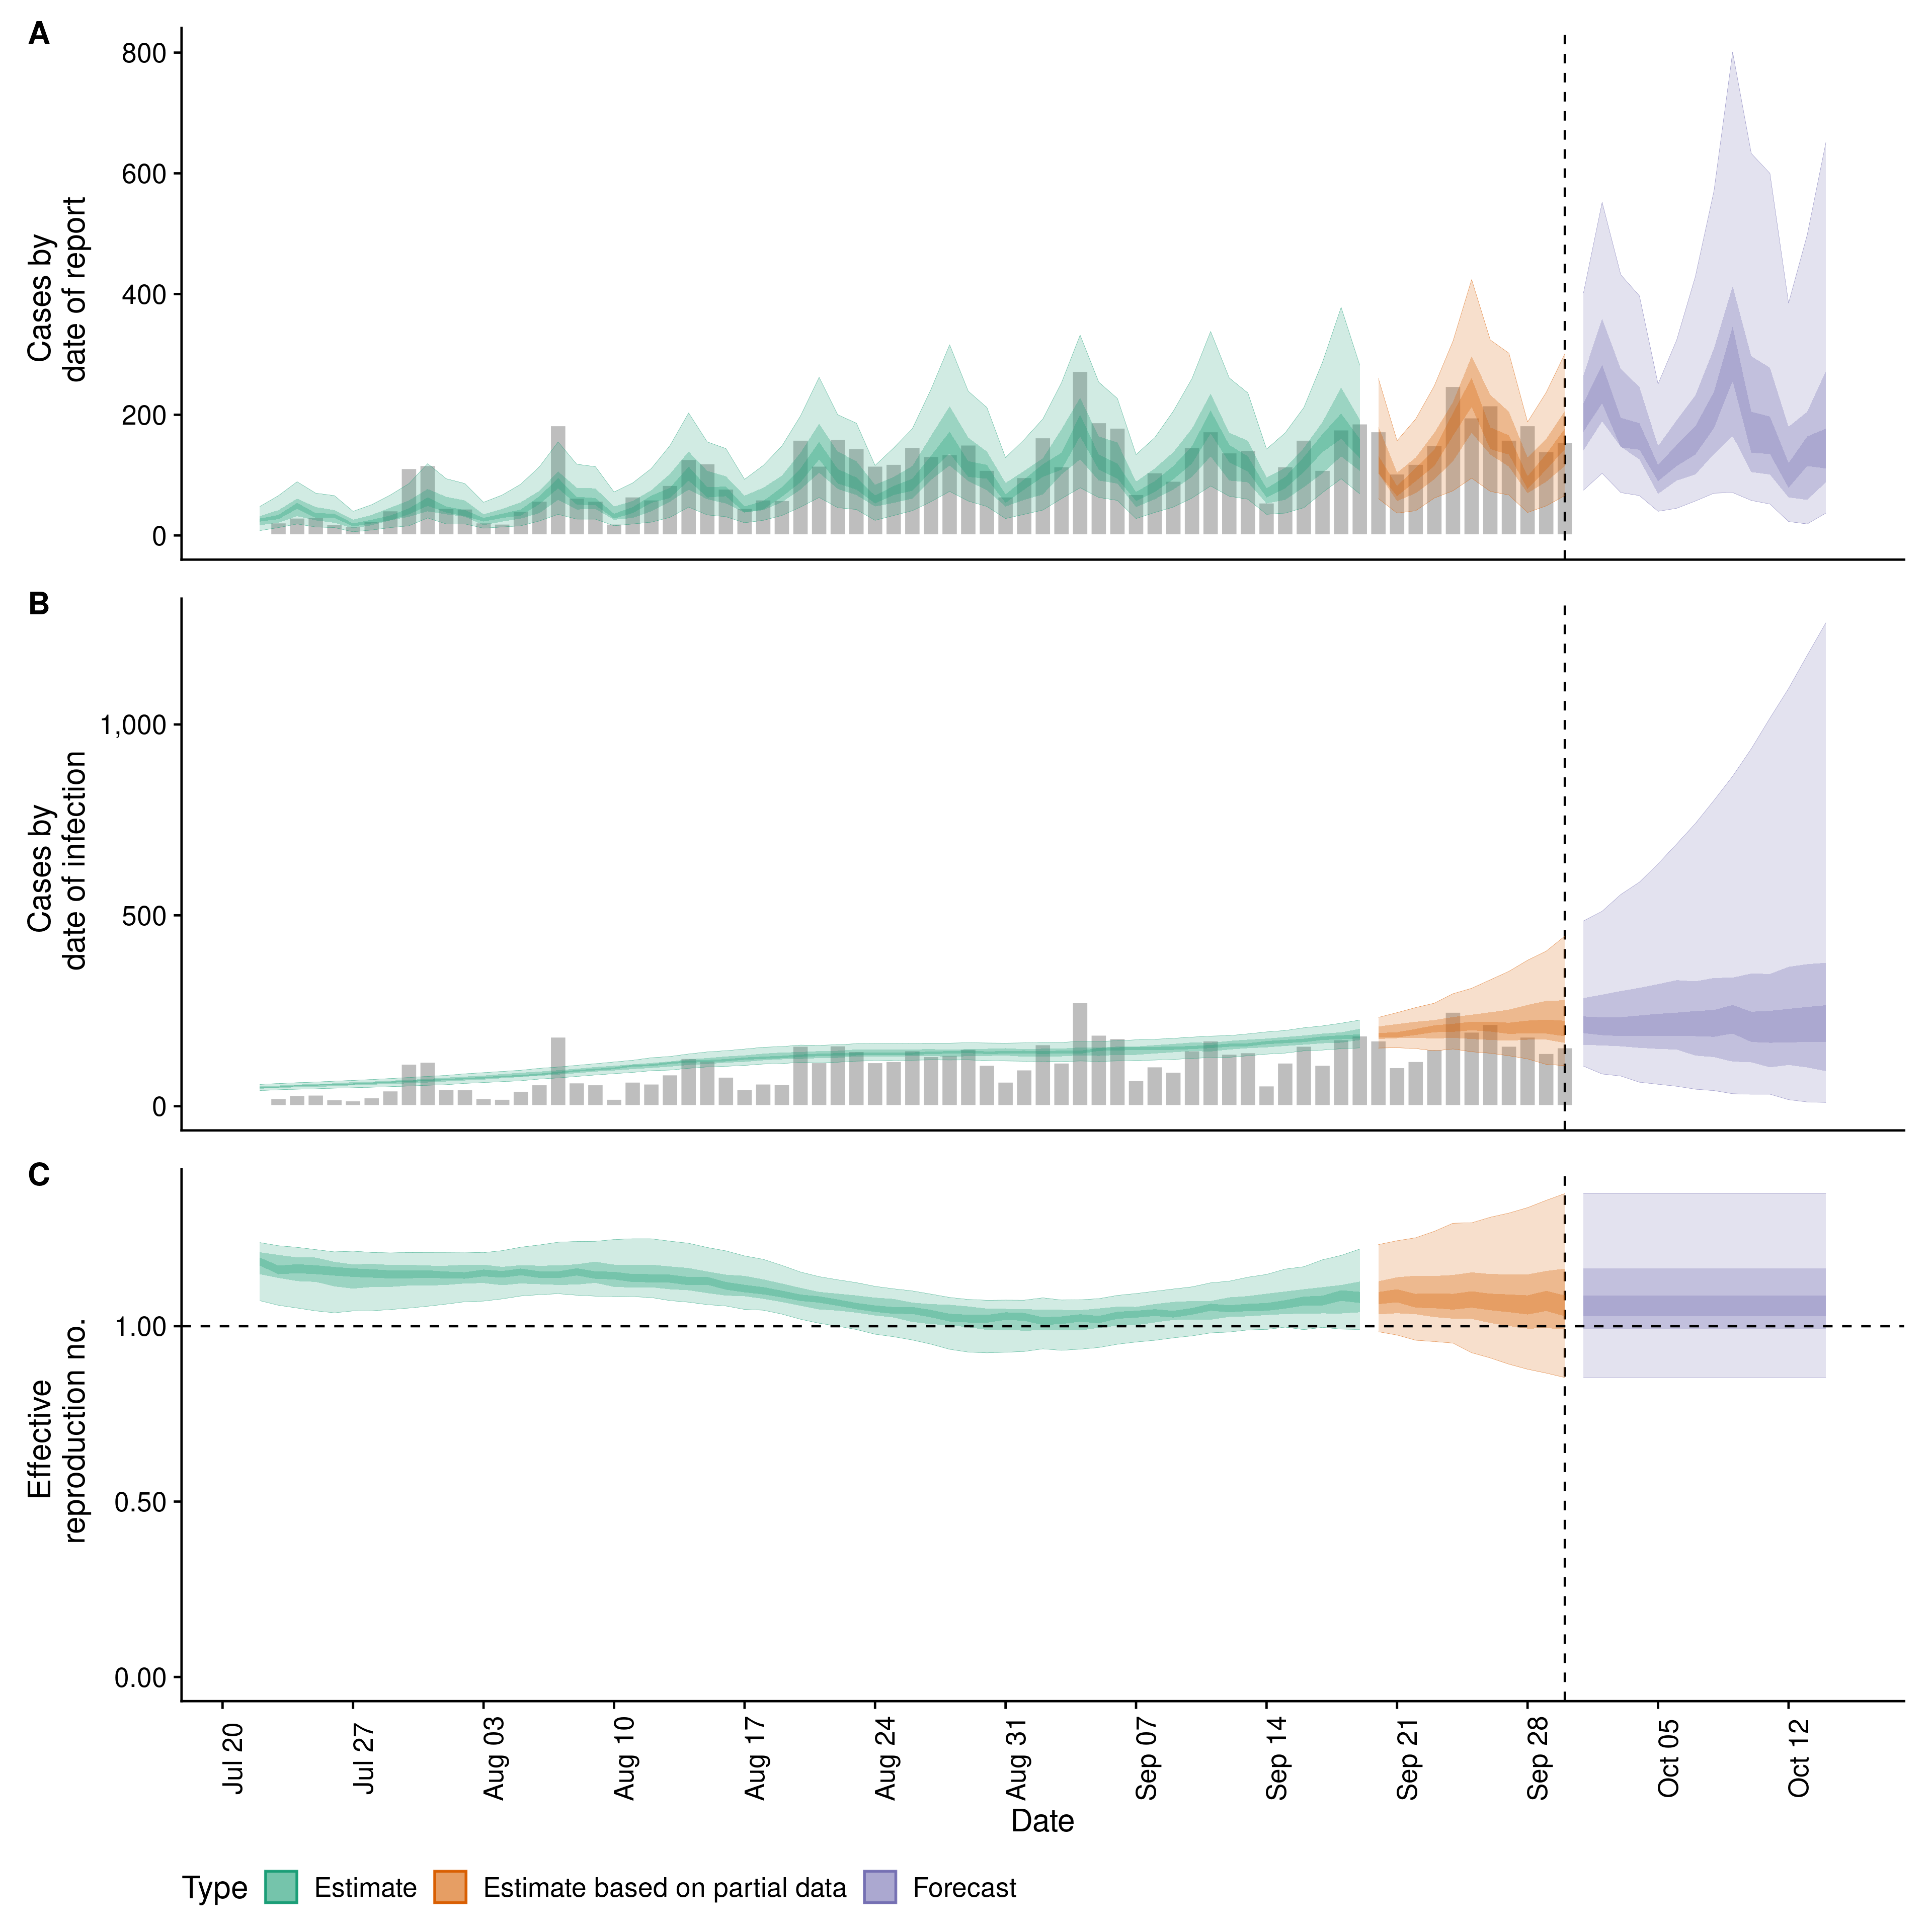 A
800
600
400
200
0
Cases by
date of report
B
1,000
500
0
Cases by
date of infection
C
1.00
0.50
0.00
Effective
reproduction no.
Jul 20
Jul 27
Aug 03
Aug 10
Aug 17
Aug 24
Aug 31
Sep 07
Sep 14
Sep 21
Sep 28
Oct 05
Oct 12
Date
Type Estimate Estimate based on partial data Forecast